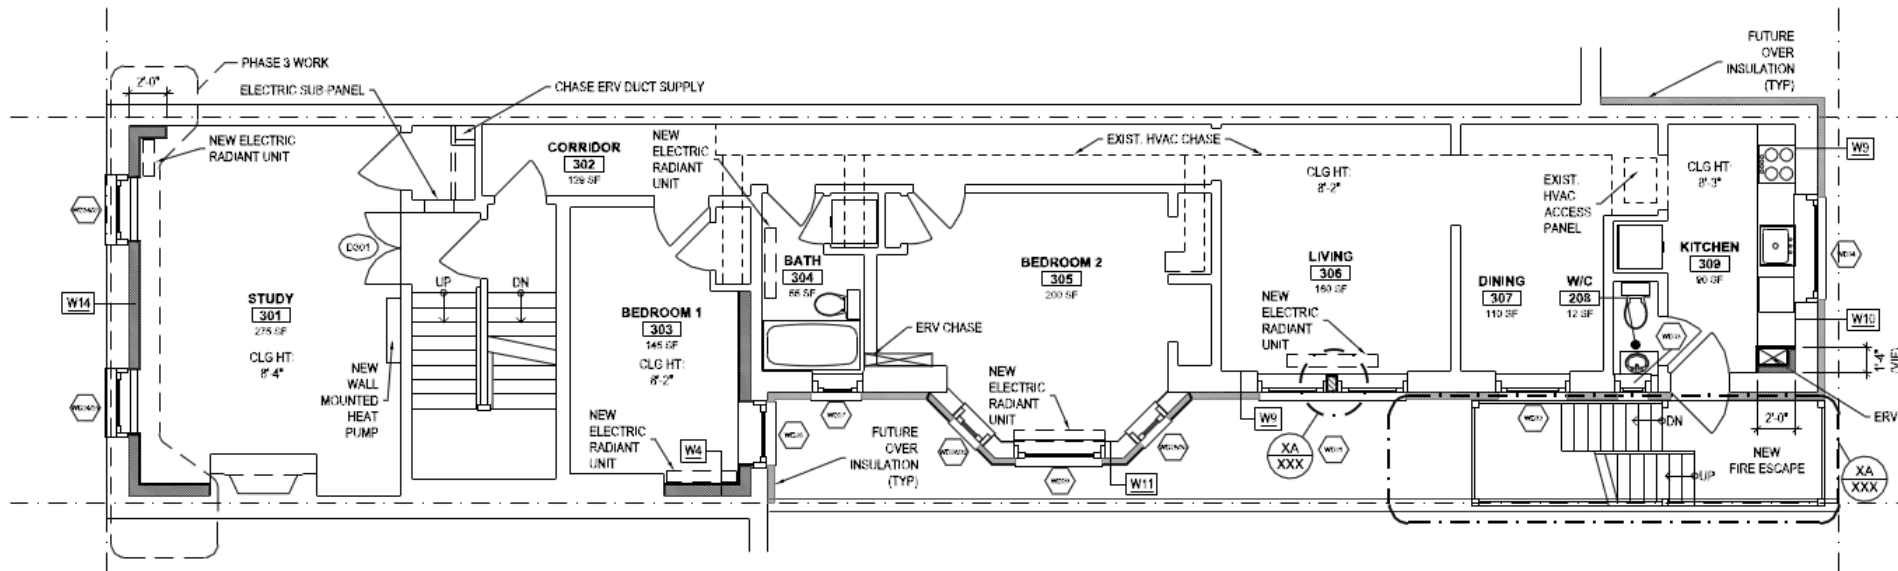 PHASE 3 WORK
2'-0"
ELECTRIC SUB-PANEL
CHASE ERV DUCT SUPPLY
NEW ELECTRIC
RADIANT UNIT
CORRIDOR
302
129 SF
NEW
ELECTRIC
RADIANT
UNIT
EXIST. HVAC CHASE
CLG HT:
8'-2"
EXIST.
HVAC
ACCESS
PANEL
CLG HT:
8'-3"
FUTURE
OVER
INSULATION
(TYP)
W9
D301
W14
STUDY
301
275 SF
CLG HT:
8'-4"
UP
DN
NEW
WALL
MOUNTED
HEAT
PUMP
BEDROOM 1
303
145 SF
CLG HT:
8'-2"
NEW
ELECTRIC
RADIANT
UNIT
W4
BATH
304
55 SF
ERV CHASE
BEDROOM 2
305
200 SF
NEW
ELECTRIC
RADIANT
UNIT
FUTURE
OVER
INSULATION
(TYP)
W11
LIVING
306
160 SF
NEW
ELECTRIC
RADIANT
UNIT
W9
XA
XXX
DINING
307
110 SF
W/C
208
12 SF
KITCHEN
309
90 SF
W10
1'-4"
(VIF)
2'-0"
ERV
DN
UP
NEW
FIRE ESCAPE
XA
XXX